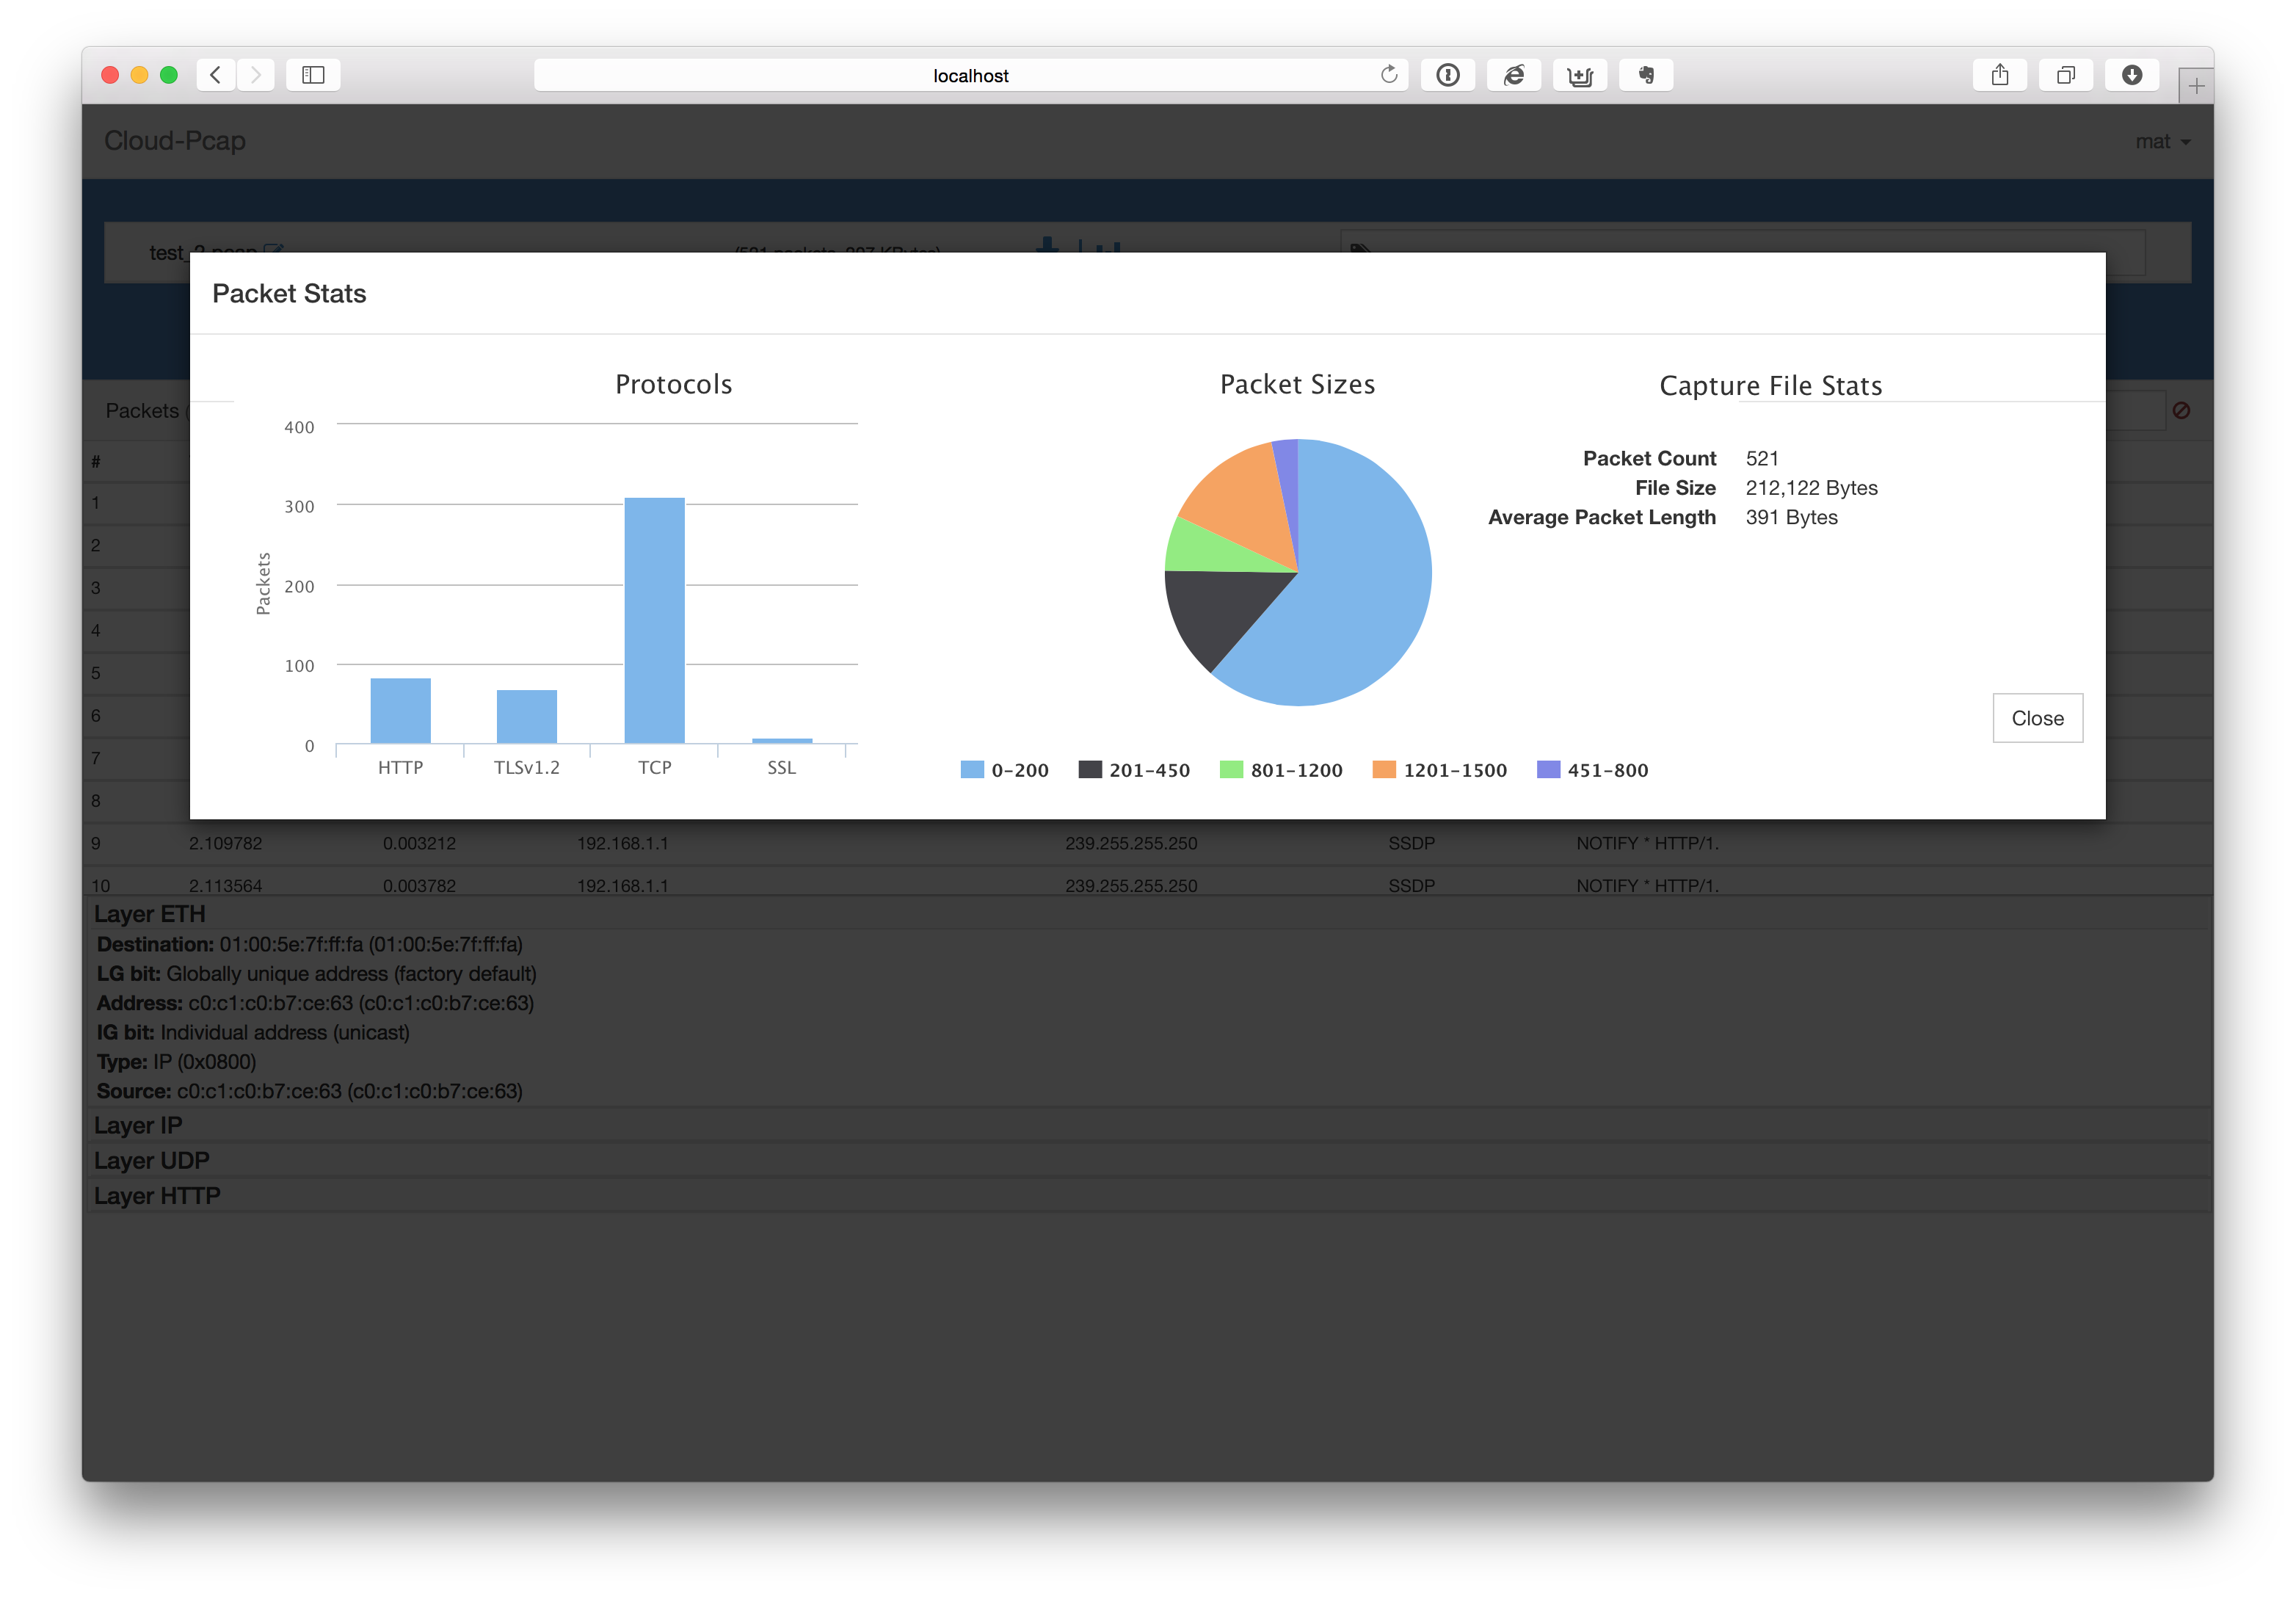 localhost
Cloud-Pcap
mat
test_2.pcap
(521 packets, 207 KBytes)
Packet Stats
Protocols
Packet Sizes
Capture File Stats
Packets
#
1
2
3
4
5
6
7
8
400
300
200
100
0
Packets
HTTP TLSv1.2 TCP SSL
Packet Count 521
File Size 212,122 Bytes
Average Packet Length 391 Bytes
0-200 201-450 801-1200 1201-1500 451-800
Close
9 2.109782 0.003212 192.168.1.1 239.255.255.250 SSDP NOTIFY * HTTP/1.
10 2.113564 0.003782 192.168.1.1 239.255.255.250 SSDP NOTIFY * HTTP/1.
Layer ETH
Destination: 01:00:5e:7f:ff:fa (01:00:5e:7f:ff:fa)
LG bit: Globally unique address (factory default)
Address: c0:c1:c0:b7:ce:63 (c0:c1:c0:b7:ce:63)
IG bit: Individual address (unicast)
Type: IP (0x0800)
Source: c0:c1:c0:b7:ce:63 (c0:c1:c0:b7:ce:63)
Layer IP
Layer UDP
Layer HTTP